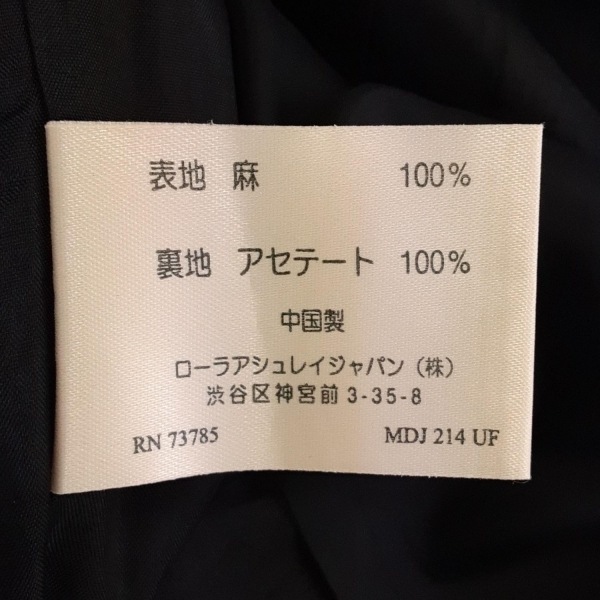 表地 麻 100%
裏地 アセテート 100%
中国製
ローラアシュレイジャパン(株)
渋谷区神宮前3-35-8
RN 73785 MDJ 214 UF